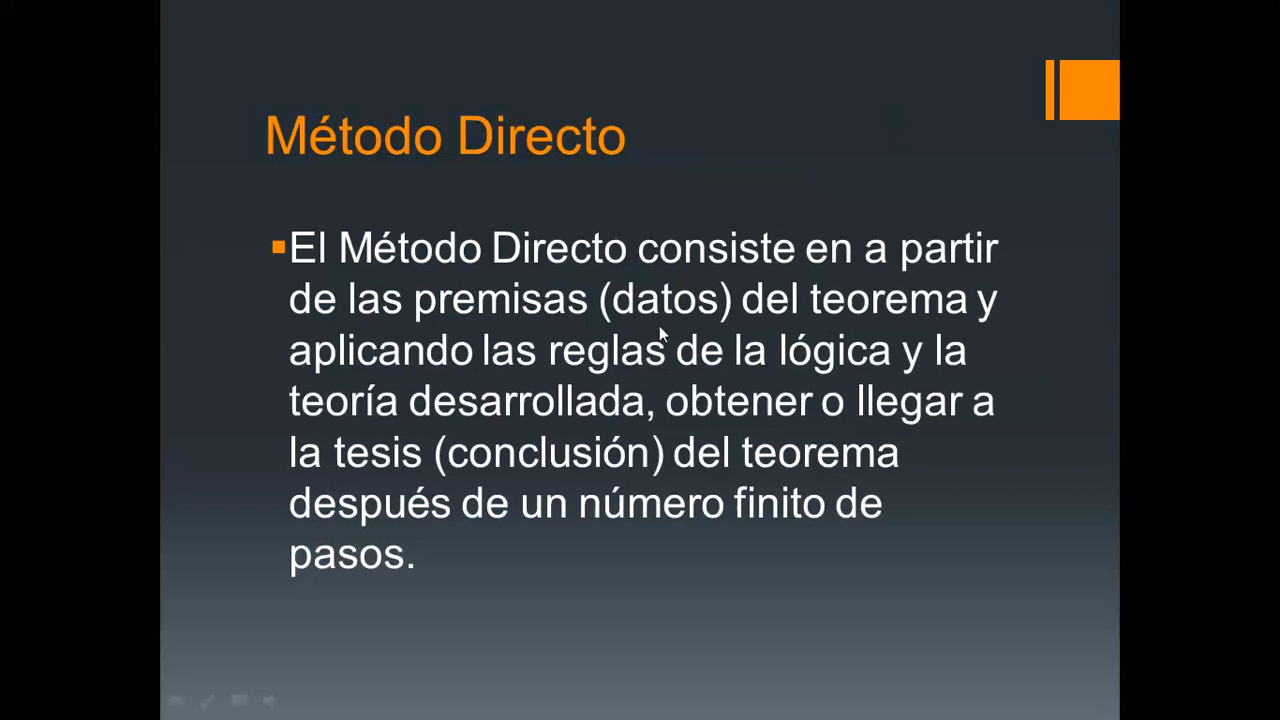 Método Directo
El Método Directo consiste en a partir
de las premisas (datos) del teorema y
aplicando las reglas de la lógica y la
teoría desarrollada, obtener o llegar a
la tesis (conclusión) del teorema
después de un número finito de
pasos.